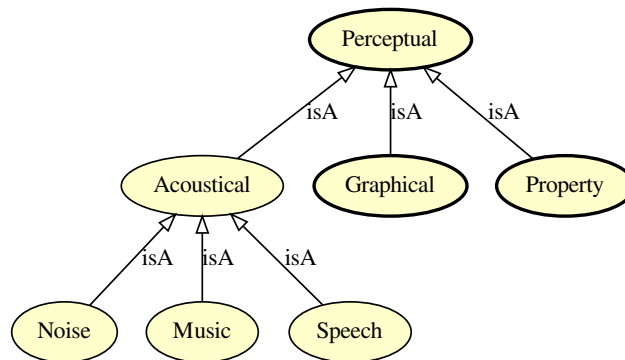 Perceptual
isA isA isA
Acoustical Graphical Property
isA isA isA
Noise Music Speech